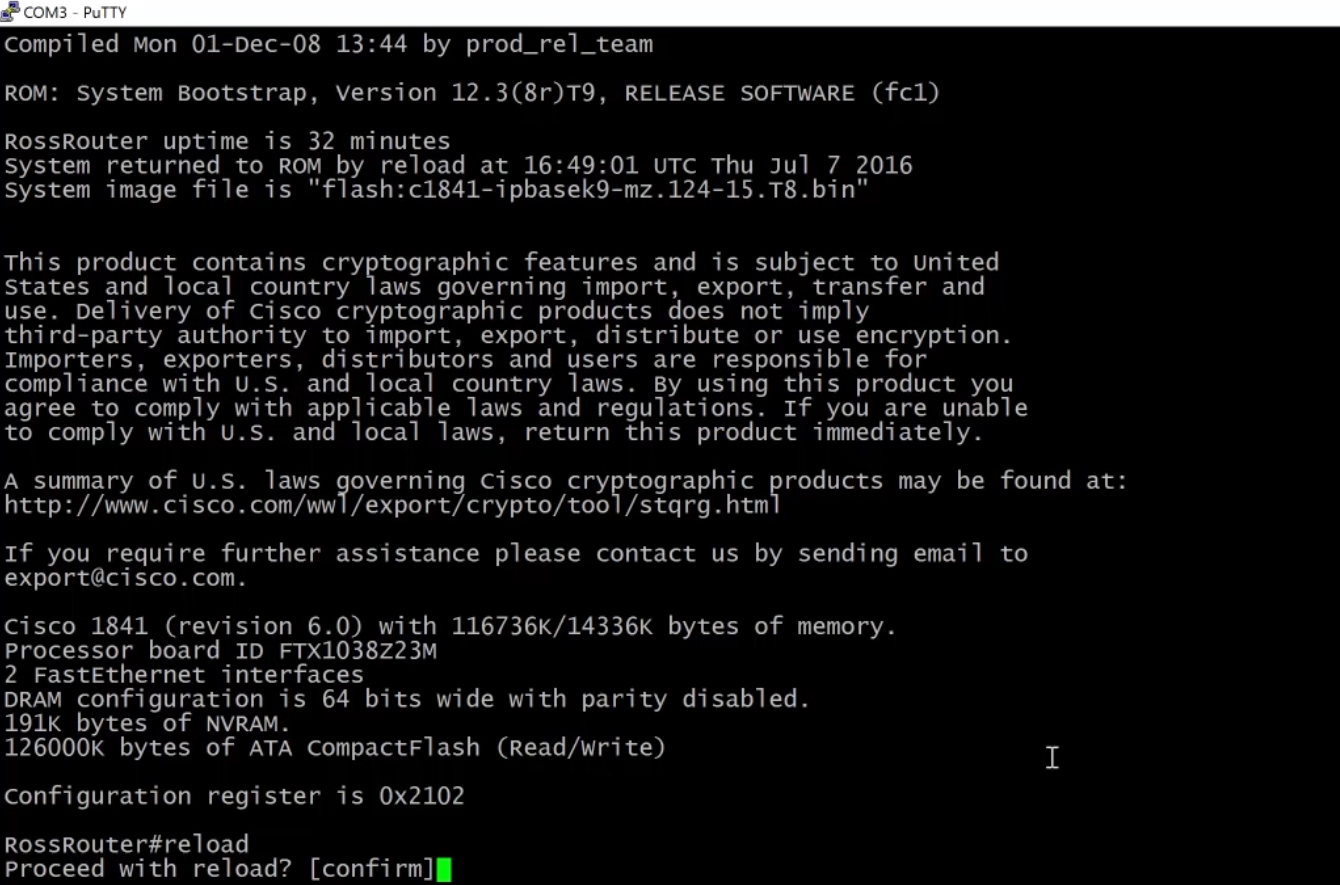 COM3 - PuTTY
Compiled Mon 01-Dec-08 13:44 by prod_rel_team
ROM: System Bootstrap, Version 12.3(8r)T9, RELEASE SOFTWARE (fc1)
RossRouter uptime is 32 minutes
System returned to ROM by reload at 16:49:01 UTC Thu Jul 7 2016
System image file is "flash:c1841-ipbasek9-mz.124-15.T8.bin"
This product contains cryptographic features and is subject to United
States and local country laws governing import, export, transfer and
use. Delivery of Cisco cryptographic products does not imply
third-party authority to import, export, distribute or use encryption.
Importers, exporters, distributors and users are responsible for
compliance with U.S. and local country laws. By using this product you
agree to comply with applicable laws and regulations. If you are unable
to comply with U.S. and local laws, return this product immediately.
A summary of U.S. laws governing Cisco cryptographic products may be found at:
http://www.cisco.com/wwl/export/crypto/tool/stqrg.html
If you require further assistance please contact us by sending email to
export@cisco.com.
Cisco 1841 (revision 6.0) with 116736K/14336K bytes of memory.
Processor board ID FTX1038Z23M
2 FastEthernet interfaces
DRAM configuration is 64 bits wide with parity disabled.
191K bytes of NVRAM.
126000K bytes of ATA CompactFlash (Read/Write)
Configuration register is 0x2102
RossRouter#reload
Proceed with reload? [confirm]